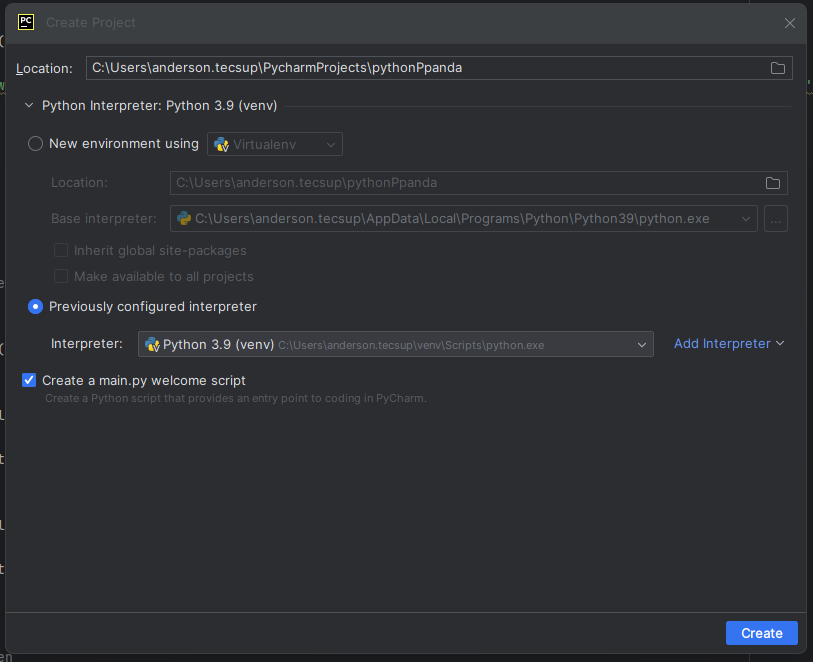 PC Create Project
Location: C:\Users\anderson.tecsup\PycharmProjects\pythonPpanda
Python Interpreter: Python 3.9 (venv)
New environment using Virtualenv
Location: C:\Users\anderson.tecsup\pythonPpanda
Base interpreter: C:\Users\anderson.tecsup\AppData\Local\Programs\Python\Python39\python.exe ...
Inherit global site-packages
Make available to all projects
Previously configured interpreter
Interpreter: Python 3.9 (venv) C:\Users\anderson.tecsup\venv\Scripts\python.exe Add Interpreter
Create a main.py welcome script
Create a Python script that provides an entry point to coding in PyCharm.
Create